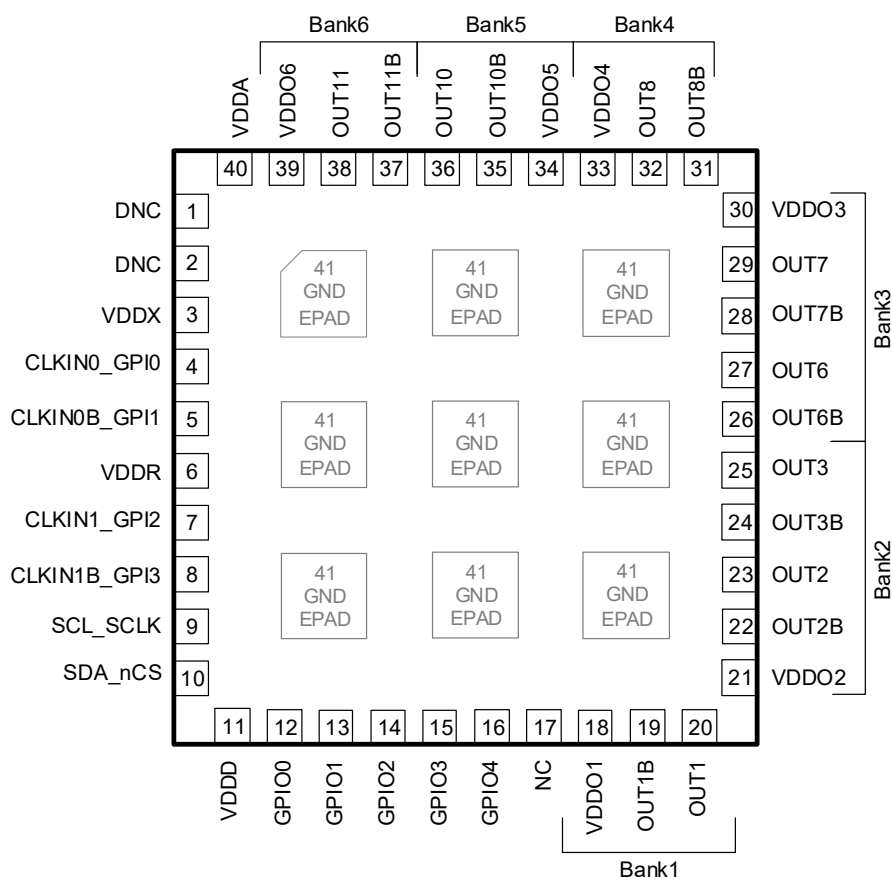 Bank6
Bank5
Bank4
VDDA
VDDO6
OUT11
OUT11B
OUT10
OUT10B
VDDO5
VDDO4
OUT8
OUT8B
40
39
38
37
36
35
34
33
32
31
DNC 1
DNC 2
VDDX 3
CLKIN0_GPI0 4
CLKIN0B_GPI1 5
VDDR 6
CLKIN1_GPI2 7
CLKIN1B_GPI3 8
SCL_SCLK 9
SDA_nCS 10
41
GND
EPAD
41
GND
EPAD
41
GND
EPAD
41
GND
EPAD
41
GND
EPAD
41
GND
EPAD
41
GND
EPAD
41
GND
EPAD
41
GND
EPAD
30 VDDO3
29 OUT7
28 OUT7B
27 OUT6
26 OUT6B
25 OUT3
24 OUT3B
23 OUT2
22 OUT2B
21 VDDO2
Bank3
Bank2
11
12
13
14
15
16
17
18
19
20
VDDD
GPIO0
GPIO1
GPIO2
GPIO3
GPIO4
NC
VDDO1
OUT1B
OUT1
Bank1